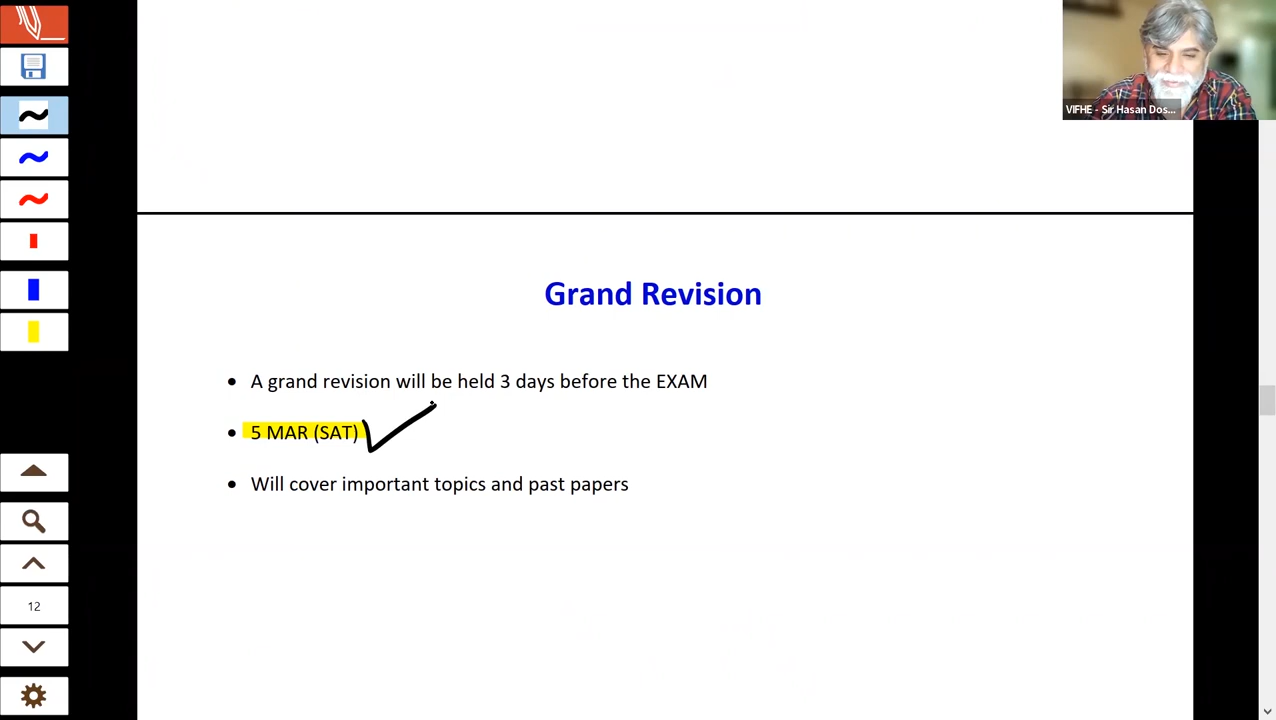 VIFHE - Sir Hasan Dos...
Grand Revision
• A grand revision will be held 3 days before the EXAM
• 5 MAR (SAT)
• Will cover important topics and past papers
12